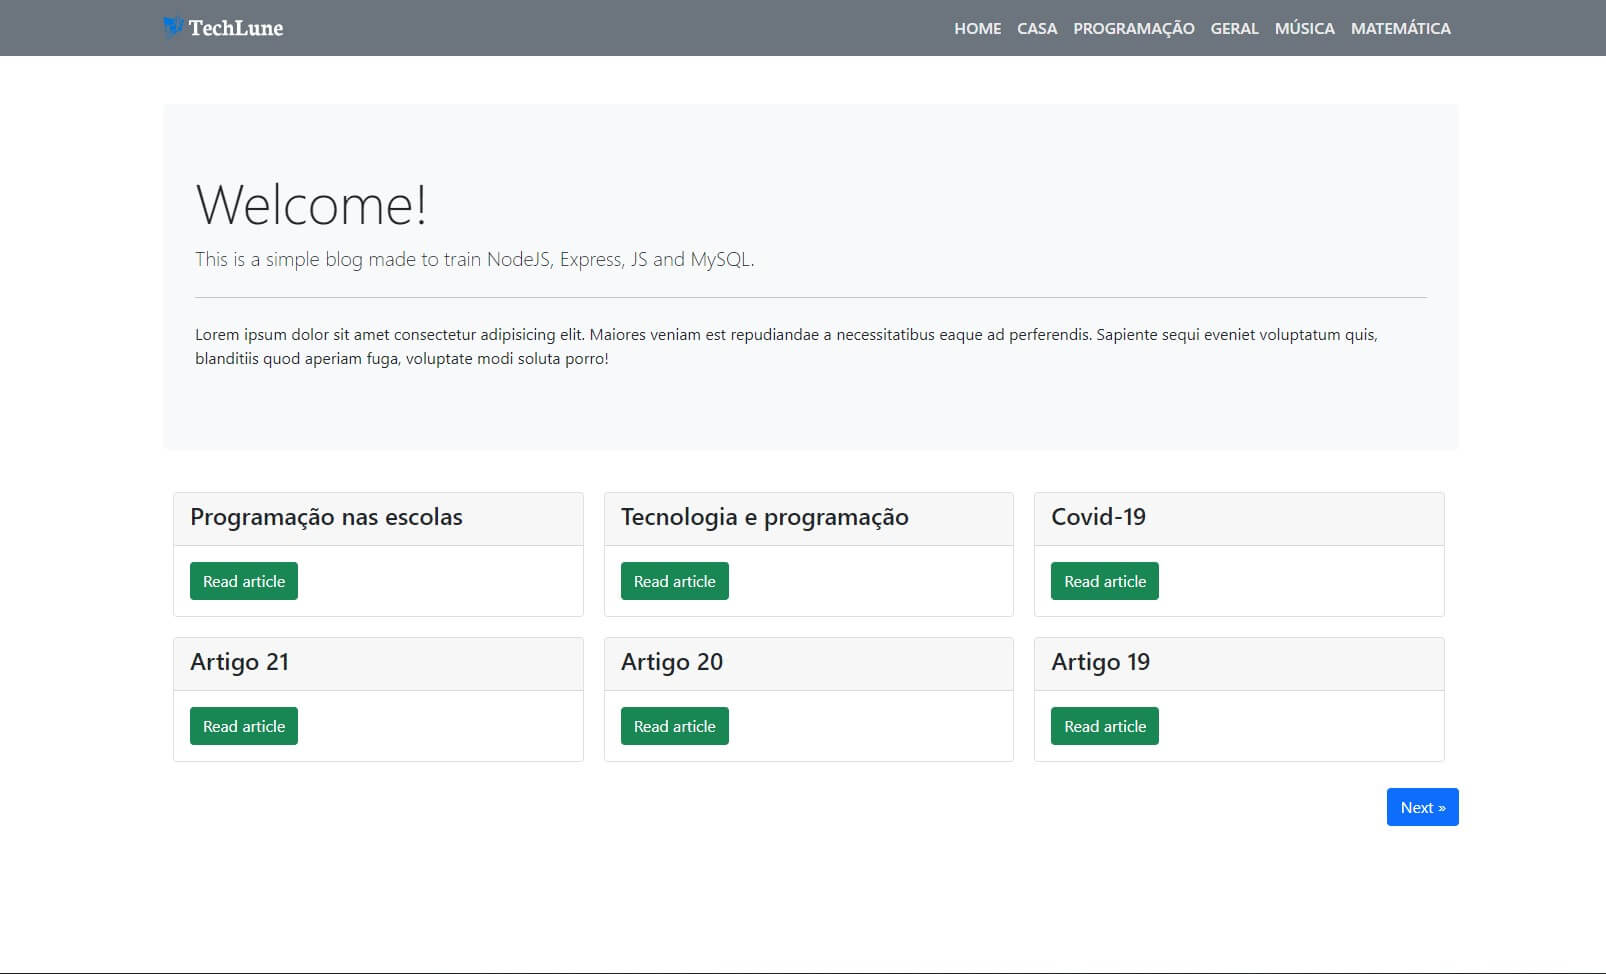 TechLune
HOME CASA PROGRAMAÇÃO GERAL MÚSICA MATEMÁTICA
Welcome!
This is a simple blog made to train NodeJS, Express, JS and MySQL.
Lorem ipsum dolor sit amet consectetur adipisicing elit. Maiores veniam est repudiandae a necessitatibus eaque ad perferendis. Sapiente sequi eveniet voluptatum quis,
blanditiis quod aperiam fuga, voluptate modi soluta porro!
Programação nas escolas
Read article
Tecnologia e programação
Read article
Covid-19
Read article
Artigo 21
Read article
Artigo 20
Read article
Artigo 19
Read article
Next »